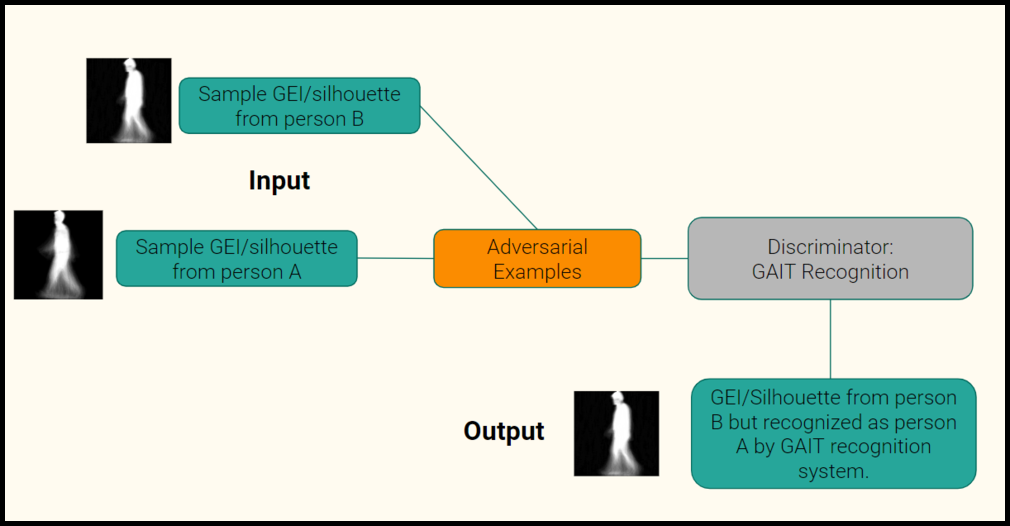 Sample GEI/silhouette
from person B
Input
Sample GEI/silhouette
from person A
Adversarial
Examples
Discriminator:
GAIT Recognition
Output
GEI/Silhouette from person
B but recognized as person
A by GAIT recognition
system.